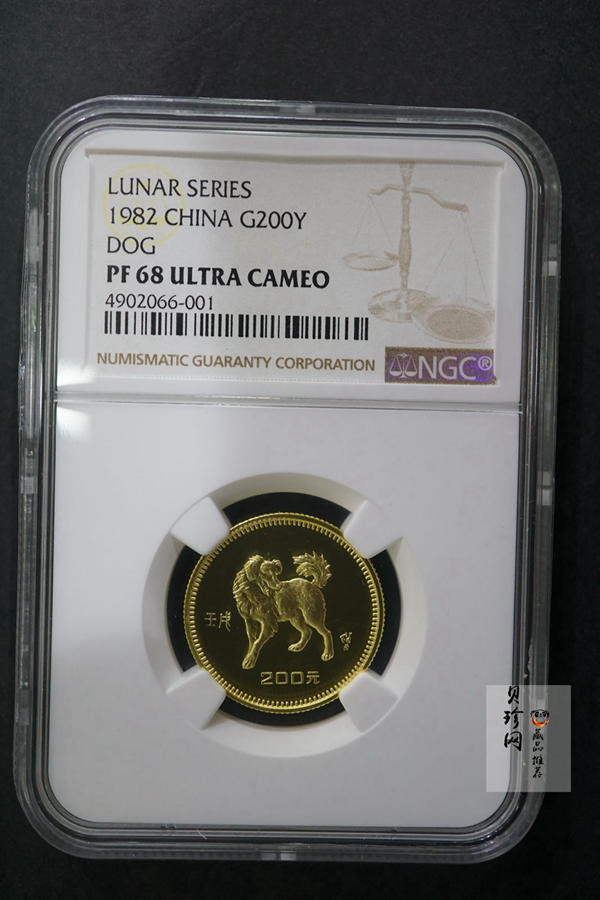 LUNAR SERIES
1982 CHINA G200Y
DOG
PF 68 ULTRA CAMEO
4902066-001
NUMISMATIC GUARANTY CORPORATION
NGC®
壬戌
200元
贝珍网
藏品
推荐